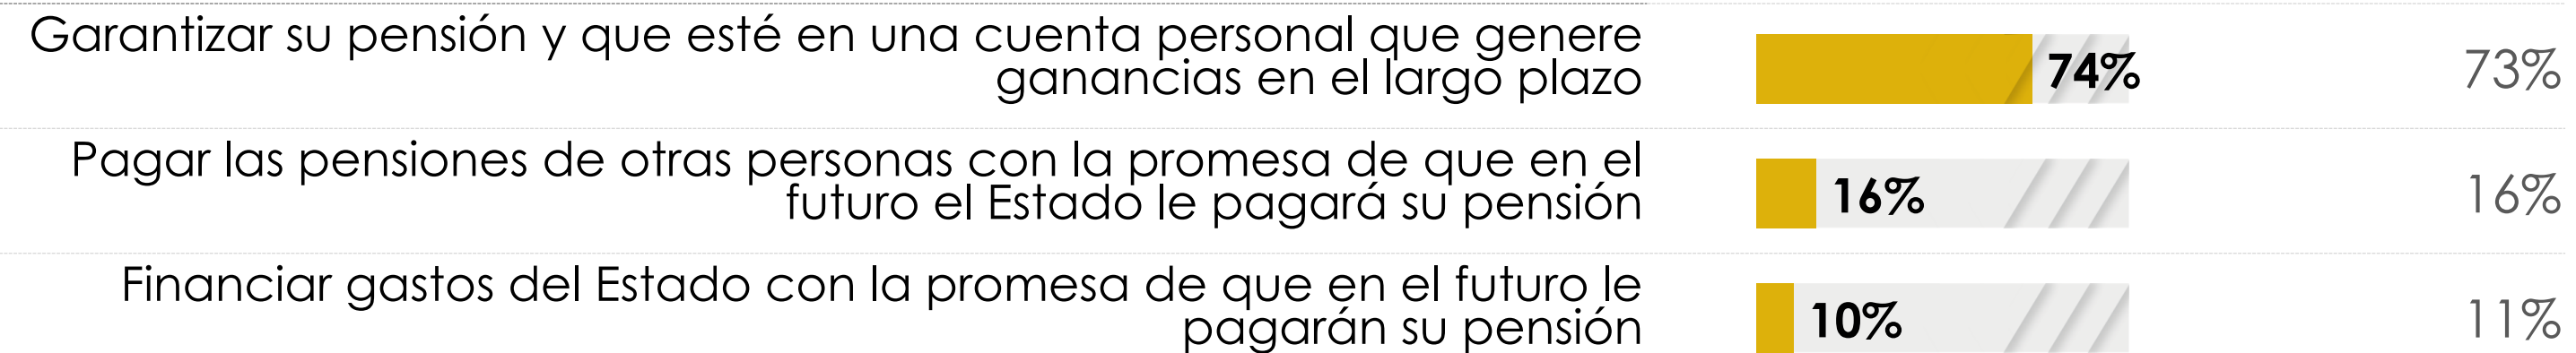 Garantizar su pensión y que esté en una cuenta personal que genere
ganancias en el largo plazo
74%
73%
Pagar las pensiones de otras personas con la promesa de que en el
futuro el Estado le pagará su pensión
16%
16%
Financiar gastos del Estado con la promesa de que en el futuro le
pagarán su pensión
10%
11%